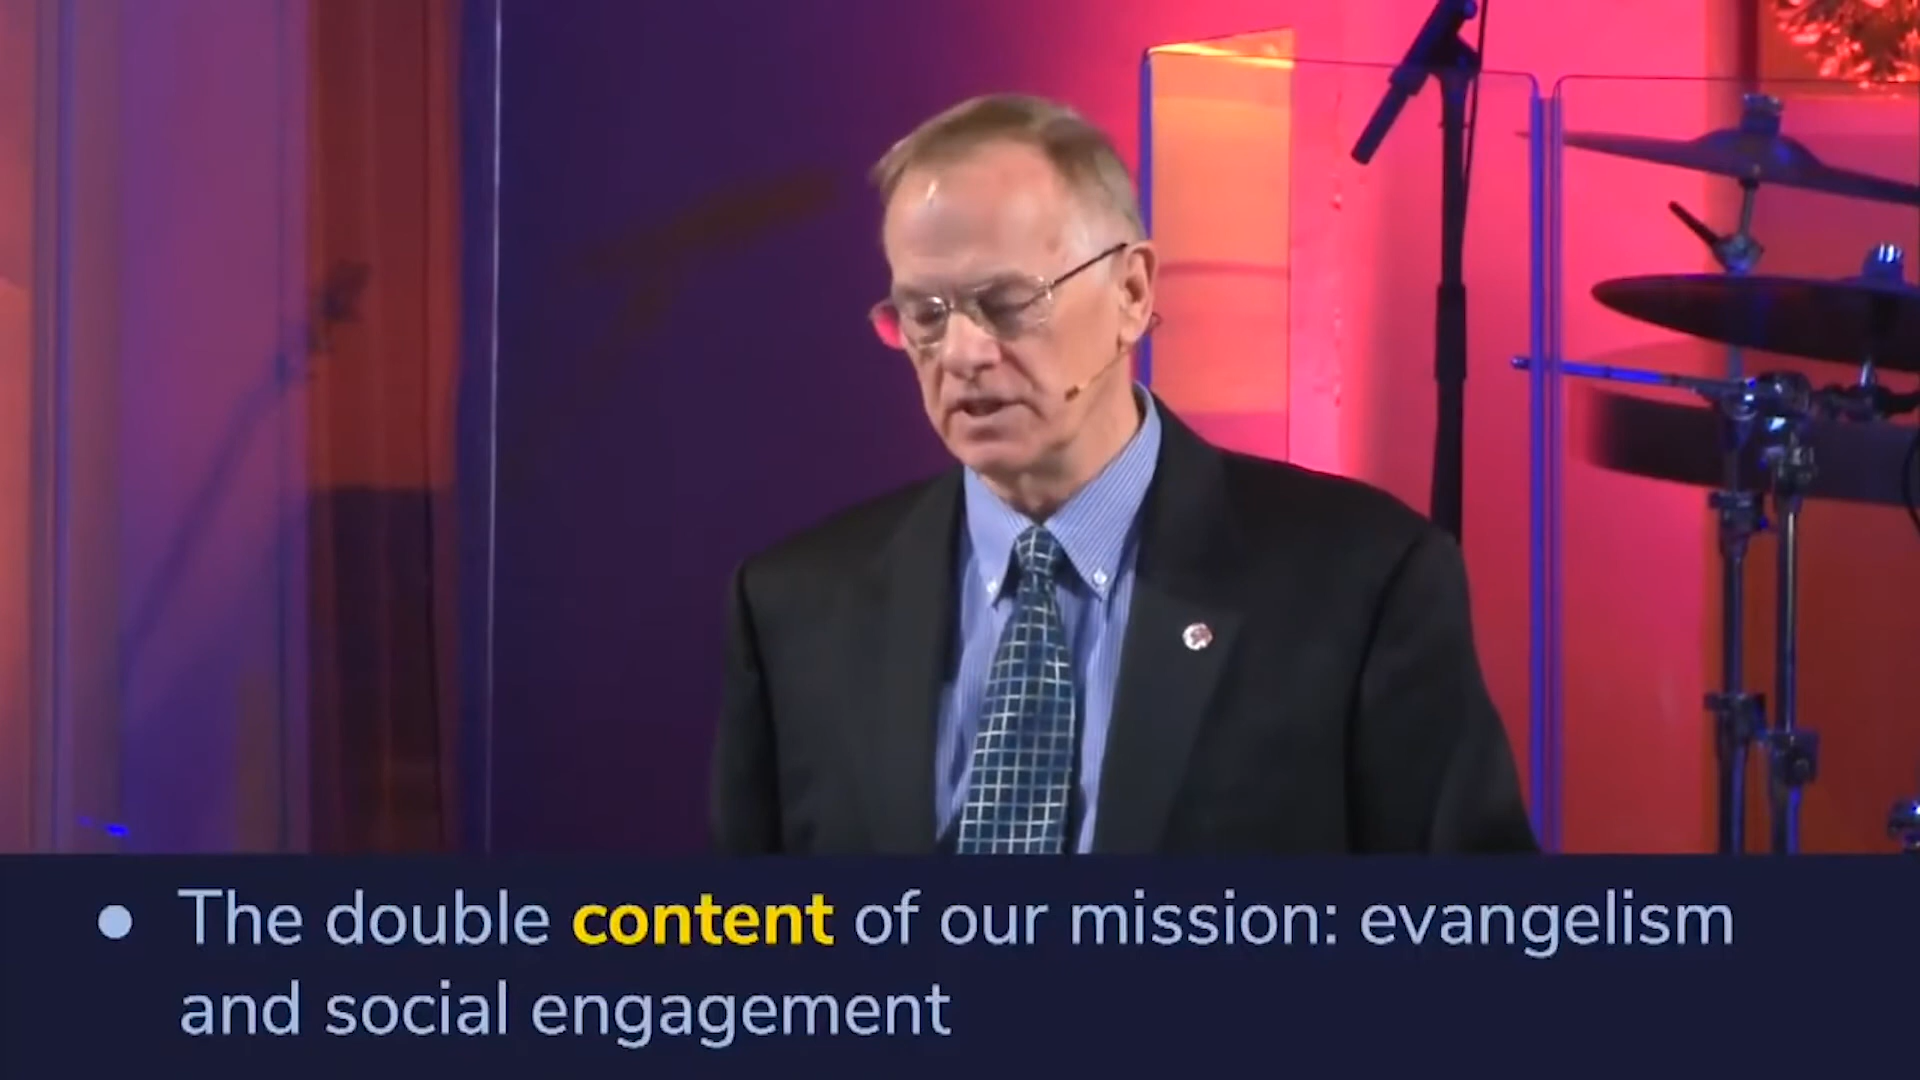 • The double content of our mission: evangelism
and social engagement